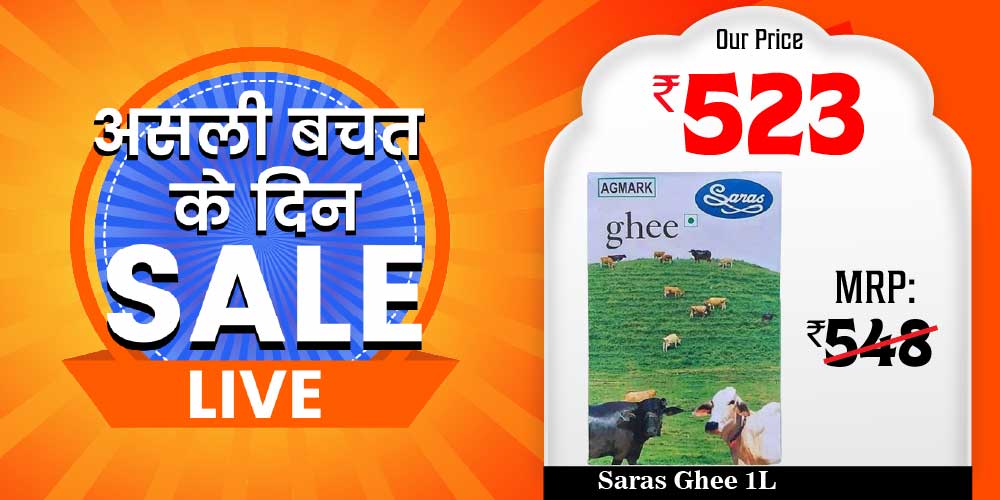 असली बचत
के दिन
SALE
LIVE
Our Price
₹523
AGMARK
Saras
ghee
MRP:
₹548
Saras Ghee 1L